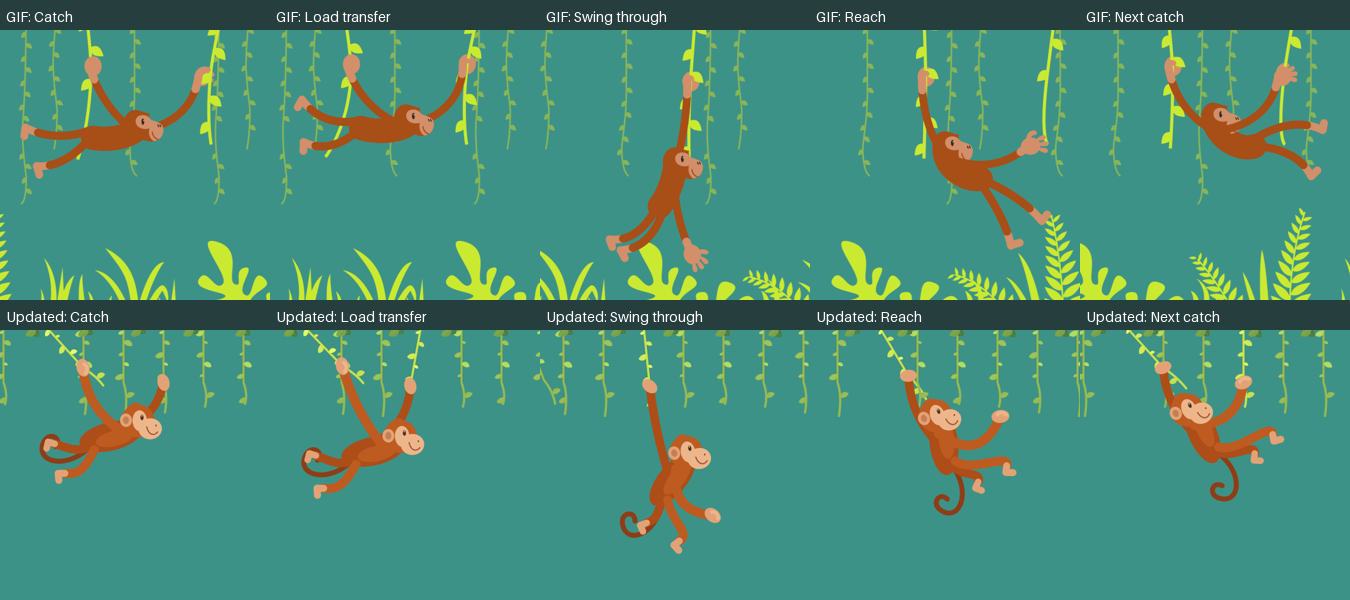 GIF: Catch
GIF: Load transfer
GIF: Swing through
GIF: Reach
GIF: Next catch
Updated: Catch
Updated: Load transfer
Updated: Swing through
Updated: Reach
Updated: Next catch